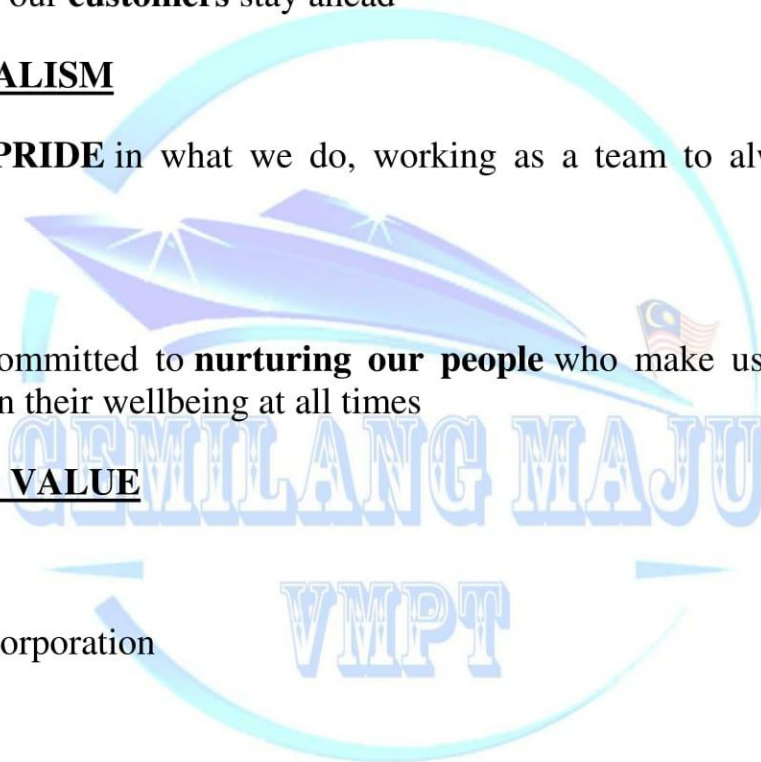 our customers stay ahead
ALISM
PRIDE in what we do, working as a team to alw
ommitted to nurturing our people who make us
n their wellbeing at all times
VALUE
GEMILANG MAJU
VMPT
orporation